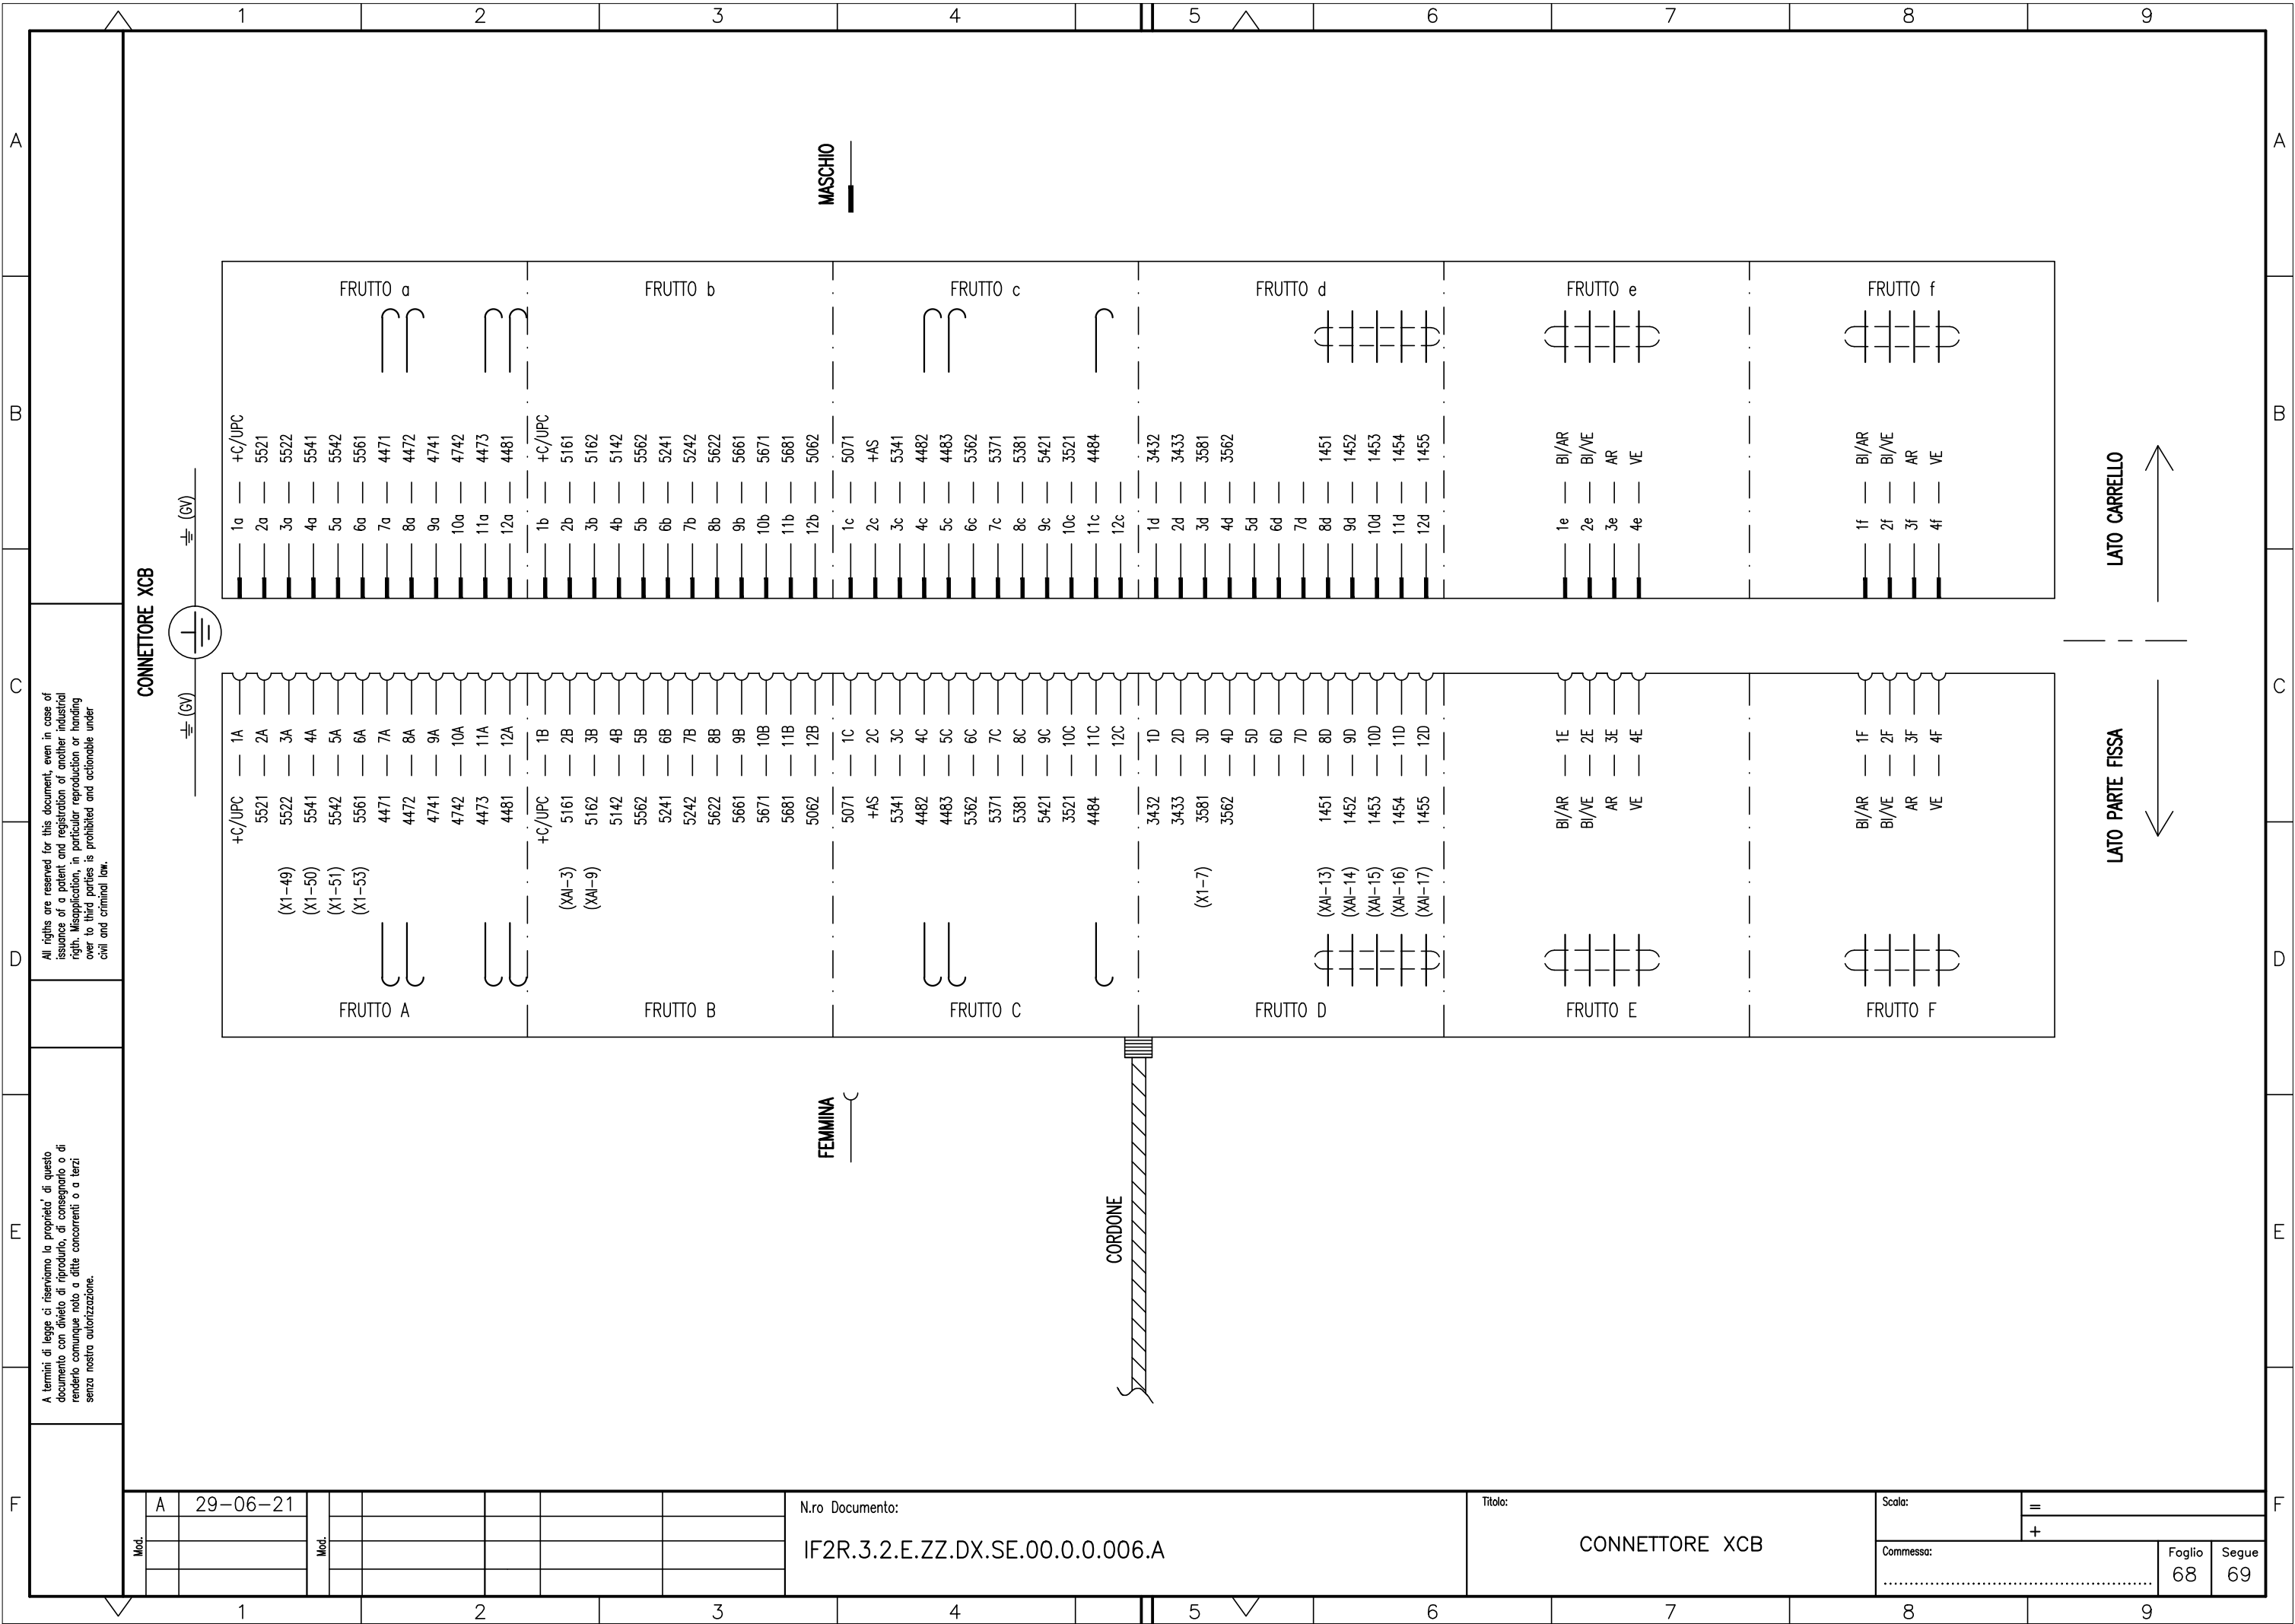 1 2 3 4 5 6 7 8 9
A A
B B
C C
D D
E E
F F
MASCHIO
CONNETTORE XCB
(GV)
(GV)
FRUTTO a FRUTTO b FRUTTO c FRUTTO d FRUTTO e FRUTTO f
+C/UPC 5521 5522 5541 5542 5561 4471 4472 4741 4742 4473 4481
+C/UPC 5161 5162 5142 5562 5241 5242 5622 5661 5671 5681 5062
5071 +AS 5341 4482 4483 5362 5371 5381 5421 3521 4484
3432 3433 3581 3562 1451 1452 1453 1454 1455
BI/AR BI/VE AR VE
BI/AR BI/VE AR VE
1a 2a 3a 4a 5a 6a 7a 8a 9a 10a 11a 12a
1b 2b 3b 4b 5b 6b 7b 8b 9b 10b 11b 12b
1c 2c 3c 4c 5c 6c 7c 8c 9c 10c 11c 12c
1d 2d 3d 4d 5d 6d 7d 8d 9d 10d 11d 12d
1e 2e 3e 4e
1f 2f 3f 4f
LATO CARRELLO
1A 2A 3A 4A 5A 6A 7A 8A 9A 10A 11A 12A
1B 2B 3B 4B 5B 6B 7B 8B 9B 10B 11B 12B
1C 2C 3C 4C 5C 6C 7C 8C 9C 10C 11C 12C
1D 2D 3D 4D 5D 6D 7D 8D 9D 10D 11D 12D
1E 2E 3E 4E
1F 2F 3F 4F
+C/UPC 5521 5522 5541 5542 5561 4471 4472 4741 4742 4473 4481
+C/UPC 5161 5162 5142 5562 5241 5242 5622 5661 5671 5681 5062
5071 +AS 5341 4482 4483 5362 5371 5381 5421 3521 4484
3432 3433 3581 3562 1451 1452 1453 1454 1455
BI/AR BI/VE AR VE
BI/AR BI/VE AR VE
(X1-49) (X1-50) (X1-51) (X1-53)
(XAI-3) (XAI-9)
(X1-7)
(XAI-13) (XAI-14) (XAI-15) (XAI-16) (XAI-17)
FRUTTO A FRUTTO B FRUTTO C FRUTTO D FRUTTO E FRUTTO F
LATO PARTE FISSA
FEMMINA
CORDONE
All rigths are reserved for this document, even in case of
issuance of a patent and registration of another industrial
rigth. Misapplication, in particular reproduction or handing
over to third parties is prohibited and actionable under
civil and criminal law.
A termini di legge ci riserviamo la proprieta' di questo
documento con divieto di riprodurlo, di consegnarlo o di
renderlo comunque noto a ditte concorrenti o a terzi
senza nostra autorizzazione.
Mod.
A 29-06-21
Mod.
N.ro Documento:
IF2R.3.2.E.ZZ.DX.SE.00.0.0.006.A
Titolo:
CONNETTORE XCB
Scala:
=
+
Commessa:
Foglio
68
Segue
69
1 2 3 4 5 6 7 8 9